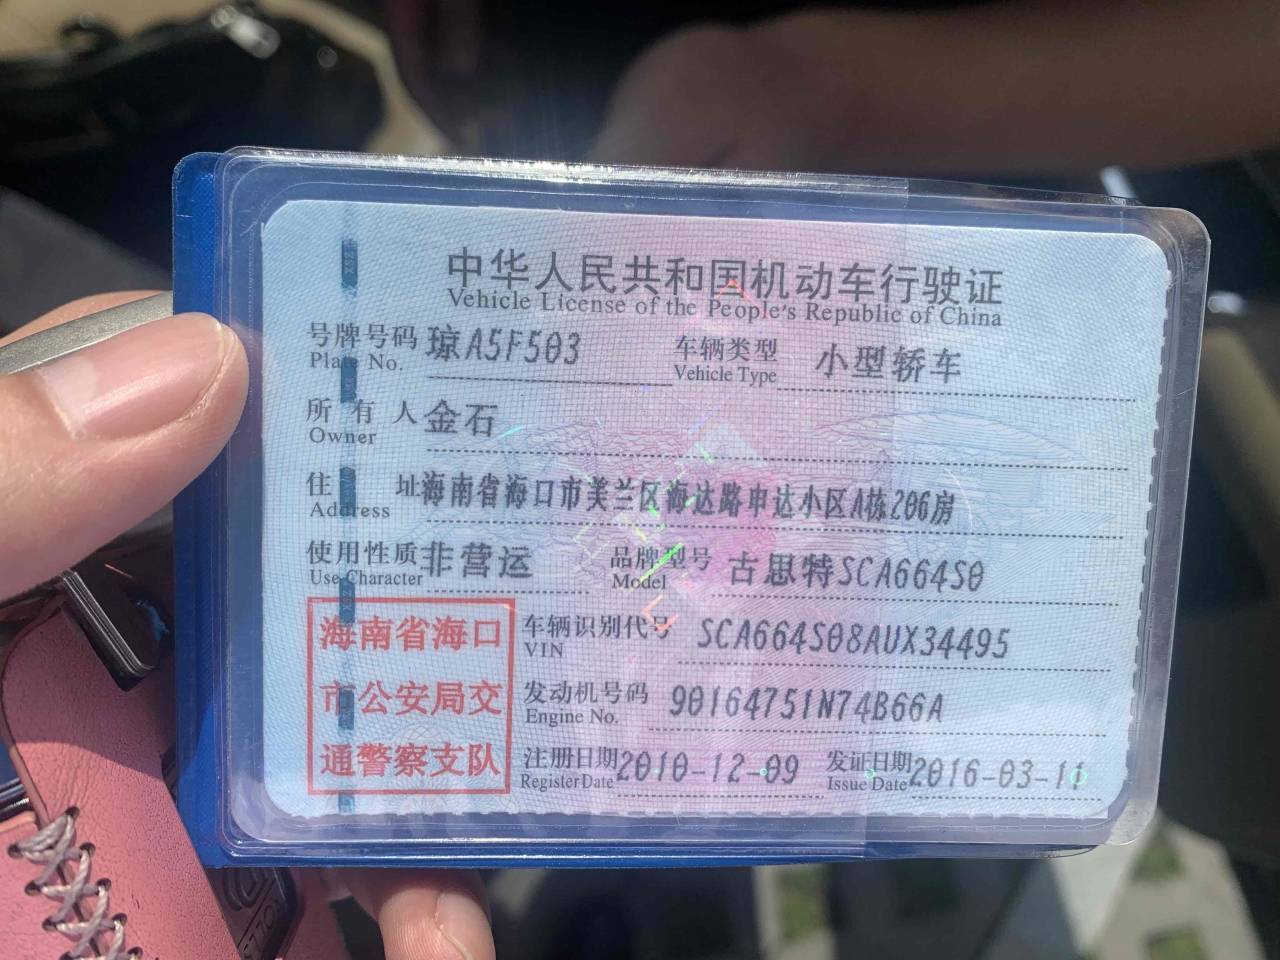 中华人民共和国机动车行驶证
Vehicle License of the People's Republic of China
号牌号码 琼A5F503 车辆类型 小型轿车
Plate No. Vehicle Type
所有人 金石
Owner
住址 海南省海口市美兰区海达路申达小区A栋206房
Address
使用性质 非营运 品牌型号 古思特SCA664S0
Use Character Model
海南省海口
市公安局交
通警察支队
车辆识别代号 SCA664S08AUX34495
VIN
发动机号码 90164751N74B66A
Engine No.
注册日期 2010-12-09 发证日期 2016-03-11
Register Date Issue Date